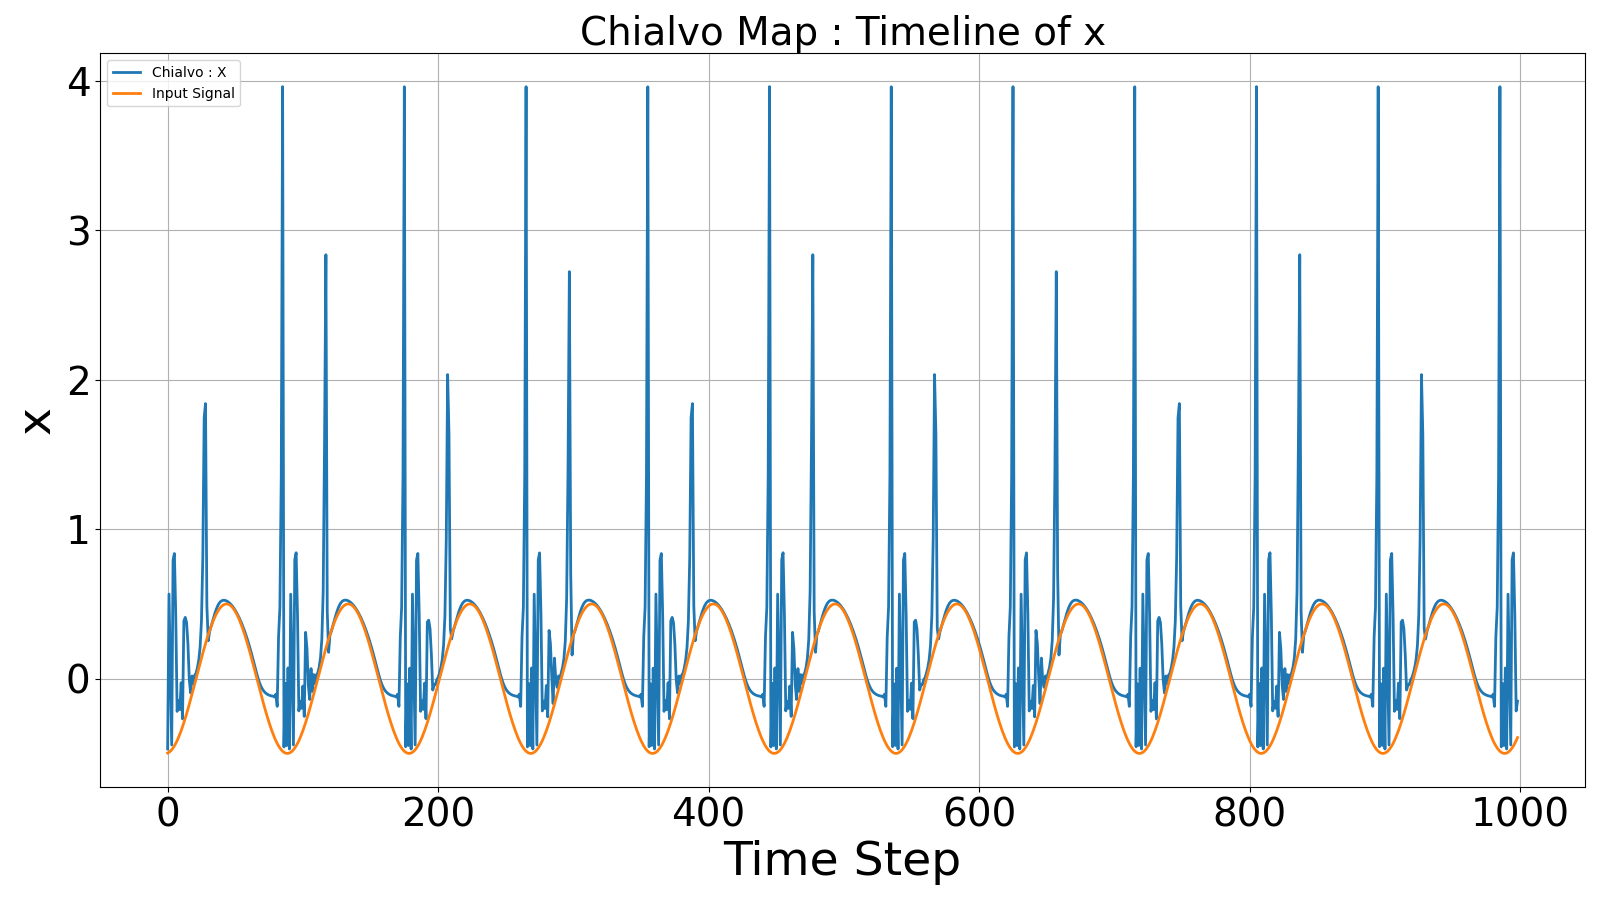 Chialvo Map : Timeline of x
Chialvo : X
Input Signal
4
3
2
1
0
x
0 200 400 600 800 1000
Time Step